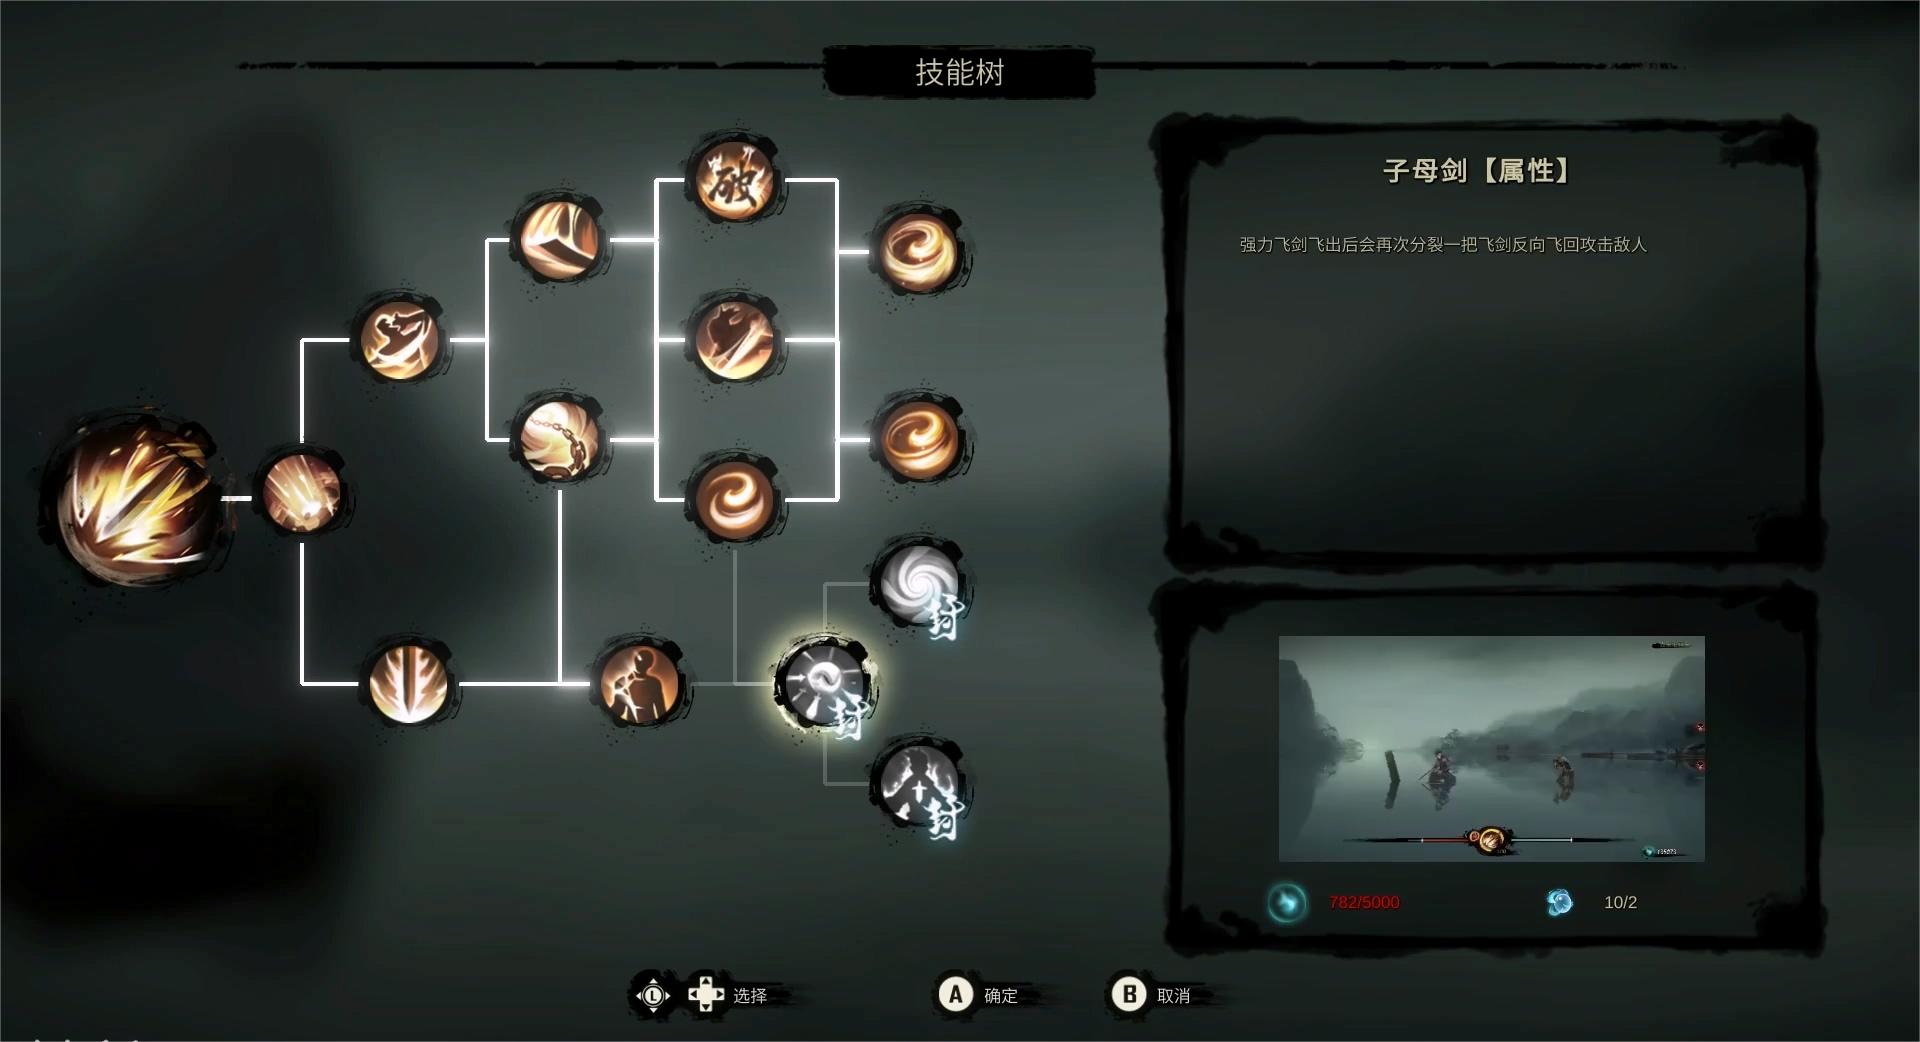 技能树
破
子母剑【属性】
强力飞剑飞出后会再次分裂一把飞剑反向飞回攻击敌人
封
封
封
782/5000
10/2
L
选择
A
确定
B
取消